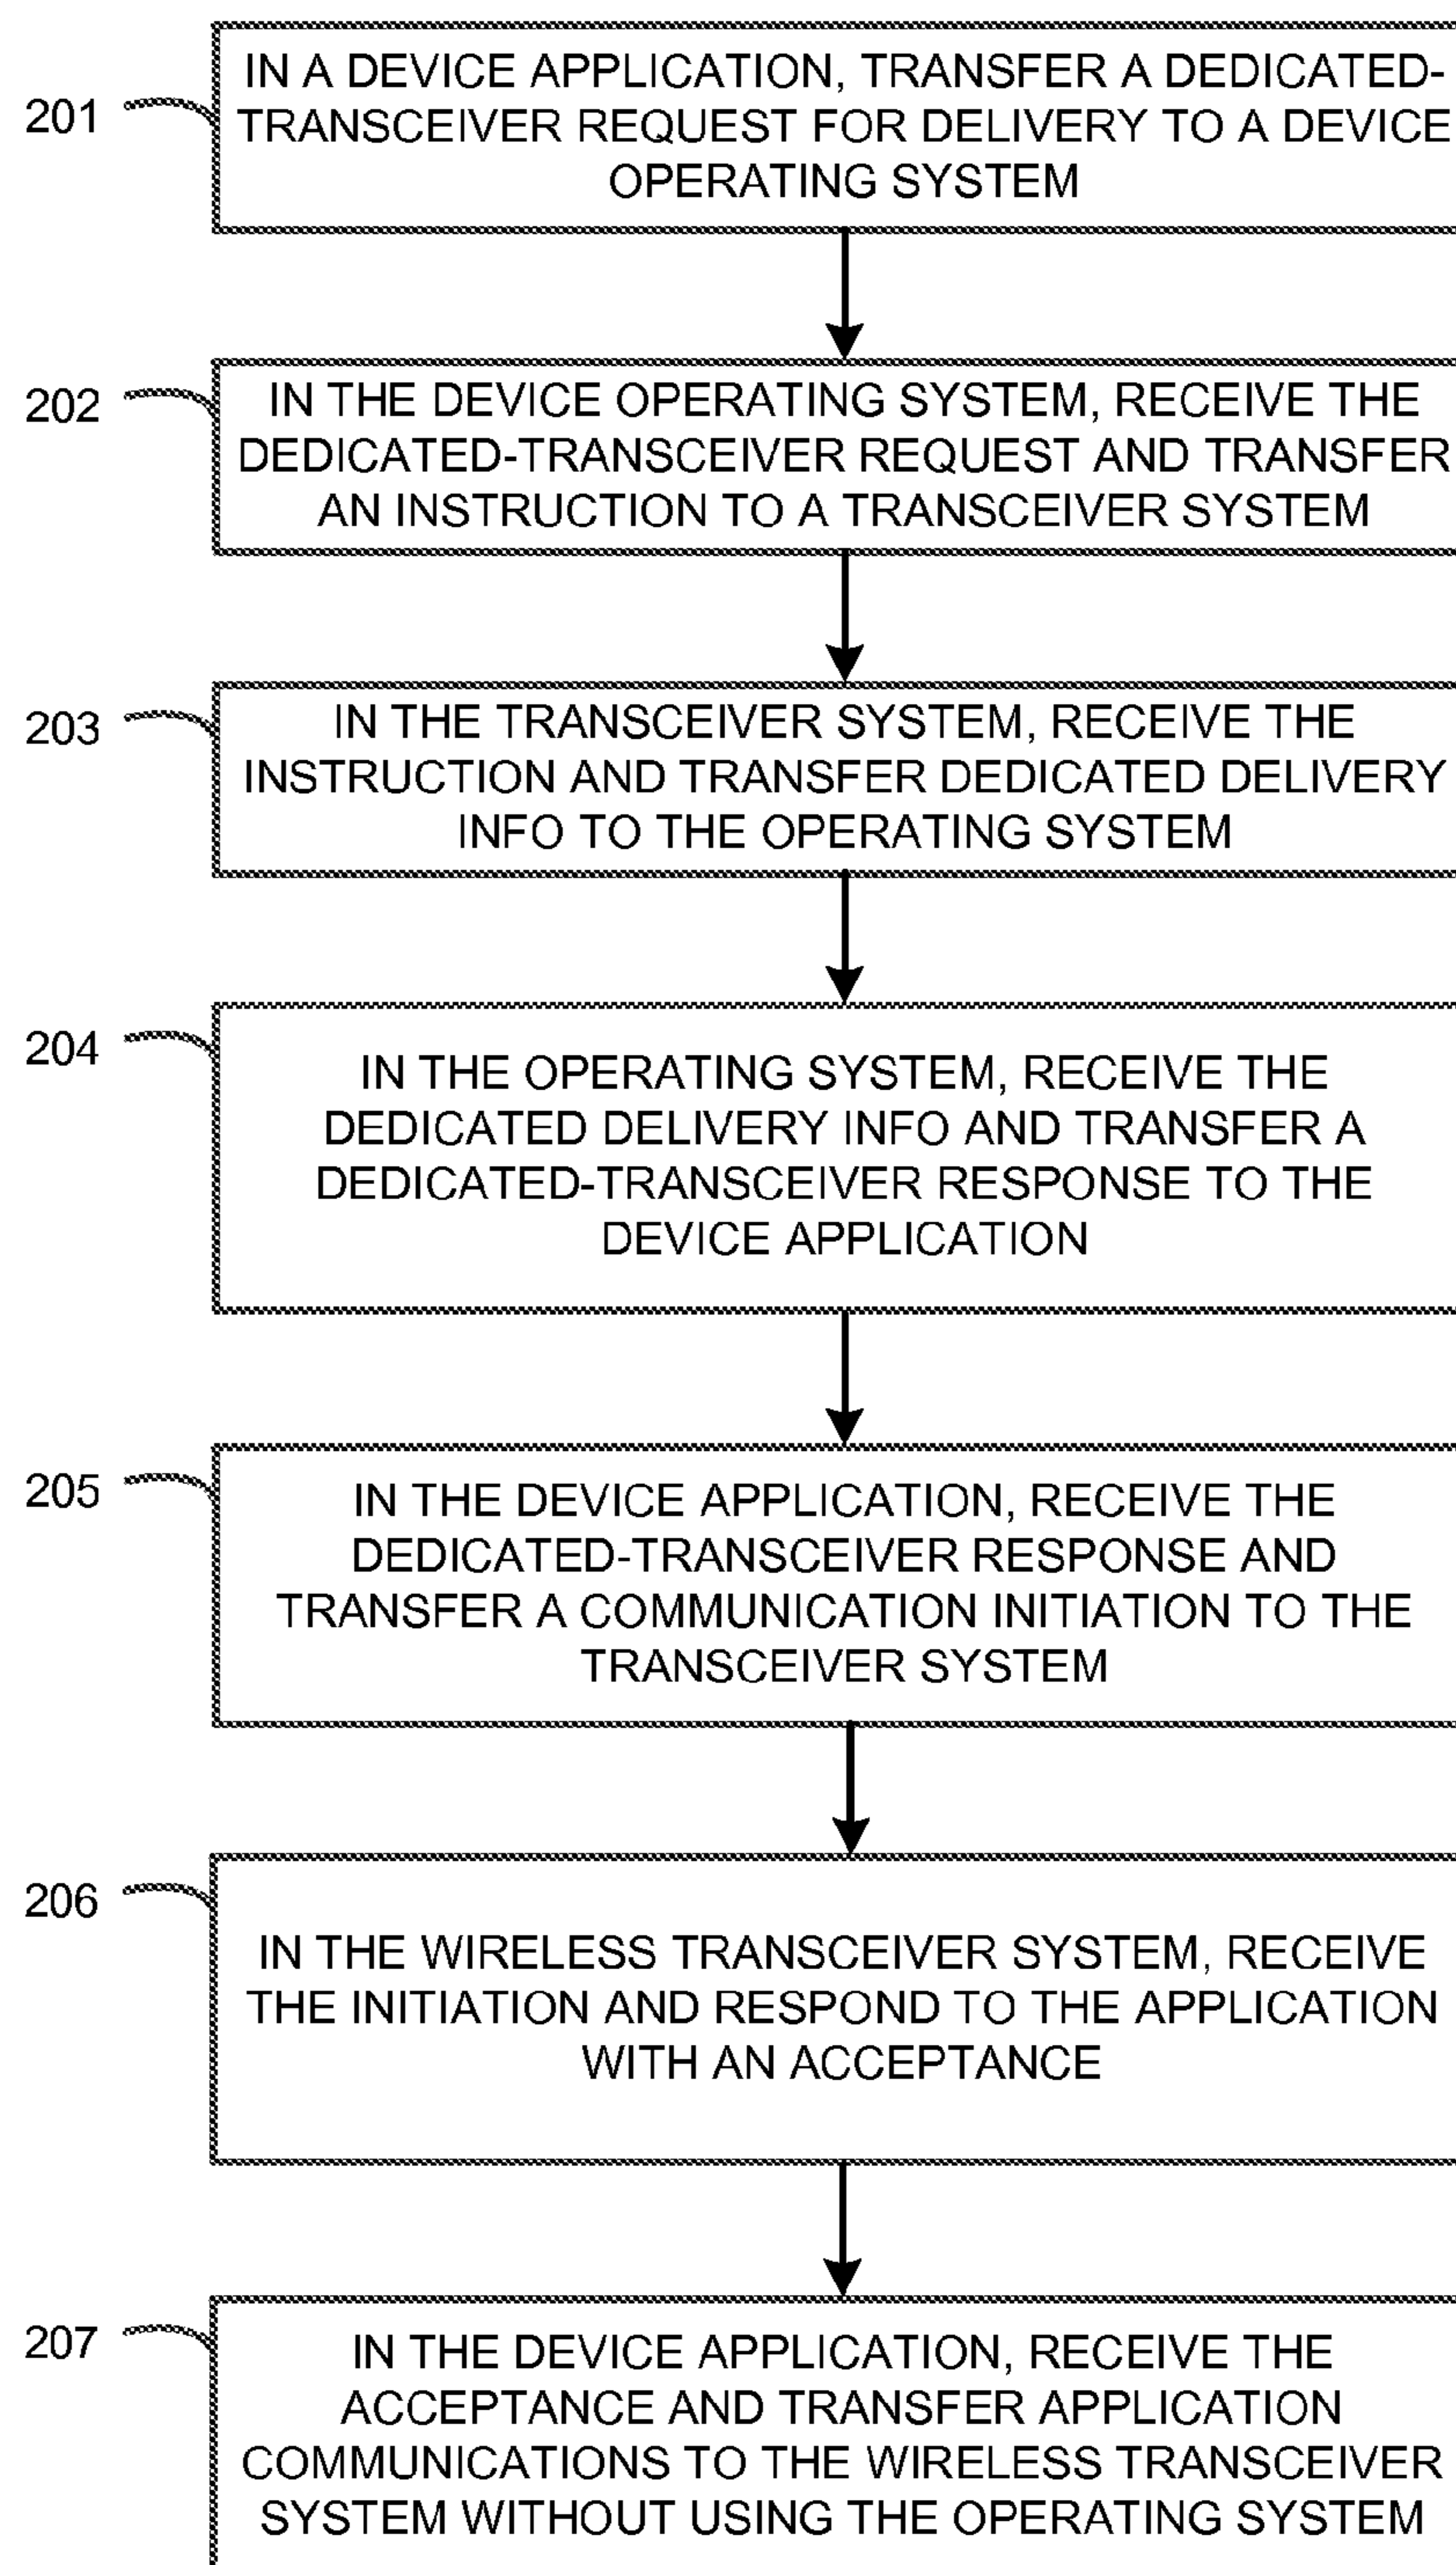 201
IN A DEVICE APPLICATION, TRANSFER A DEDICATED-
TRANSCEIVER REQUEST FOR DELIVERY TO A DEVICE
OPERATING SYSTEM
202
IN THE DEVICE OPERATING SYSTEM, RECEIVE THE
DEDICATED-TRANSCEIVER REQUEST AND TRANSFER
AN INSTRUCTION TO A TRANSCEIVER SYSTEM
203
IN THE TRANSCEIVER SYSTEM, RECEIVE THE
INSTRUCTION AND TRANSFER DEDICATED DELIVERY
INFO TO THE OPERATING SYSTEM
204
IN THE OPERATING SYSTEM, RECEIVE THE
DEDICATED DELIVERY INFO AND TRANSFER A
DEDICATED-TRANSCEIVER RESPONSE TO THE
DEVICE APPLICATION
205
IN THE DEVICE APPLICATION, RECEIVE THE
DEDICATED-TRANSCEIVER RESPONSE AND
TRANSFER A COMMUNICATION INITIATION TO THE
TRANSCEIVER SYSTEM
206
IN THE WIRELESS TRANSCEIVER SYSTEM, RECEIVE
THE INITIATION AND RESPOND TO THE APPLICATION
WITH AN ACCEPTANCE
207
IN THE DEVICE APPLICATION, RECEIVE THE
ACCEPTANCE AND TRANSFER APPLICATION
COMMUNICATIONS TO THE WIRELESS TRANSCEIVER
SYSTEM WITHOUT USING THE OPERATING SYSTEM